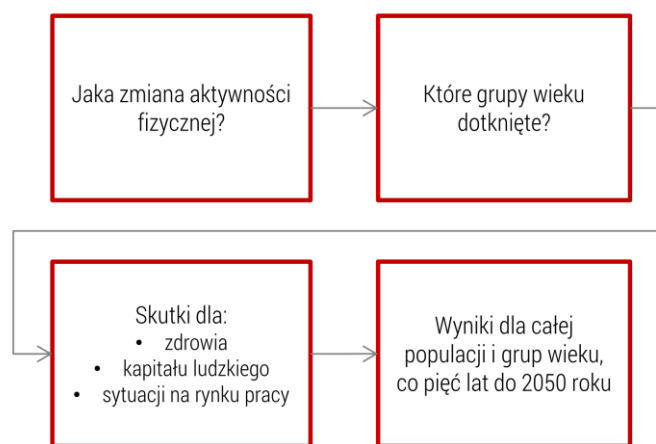 Jaka zmiana aktywności
fizycznej?
Które grupy wieku
dotknięte?
Skutki dla:
• zdrowia
• kapitału ludzkiego
• sytuacji na rynku pracy
Wyniki dla całej
populacji i grup wieku,
co pięć lat do 2050 roku